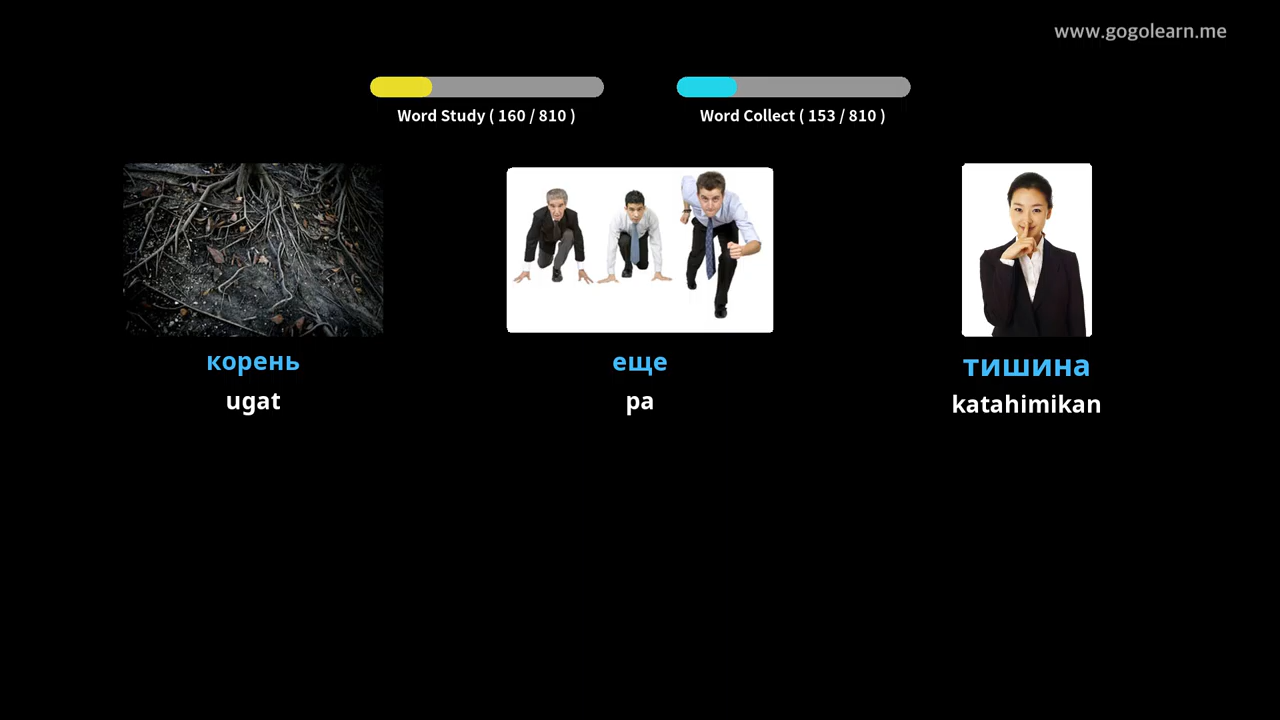 www.gogolearn.me
Word Study ( 160 / 810 )
Word Collect ( 153 / 810 )
корень
еще
тишина
ugat
pa
katahimikan